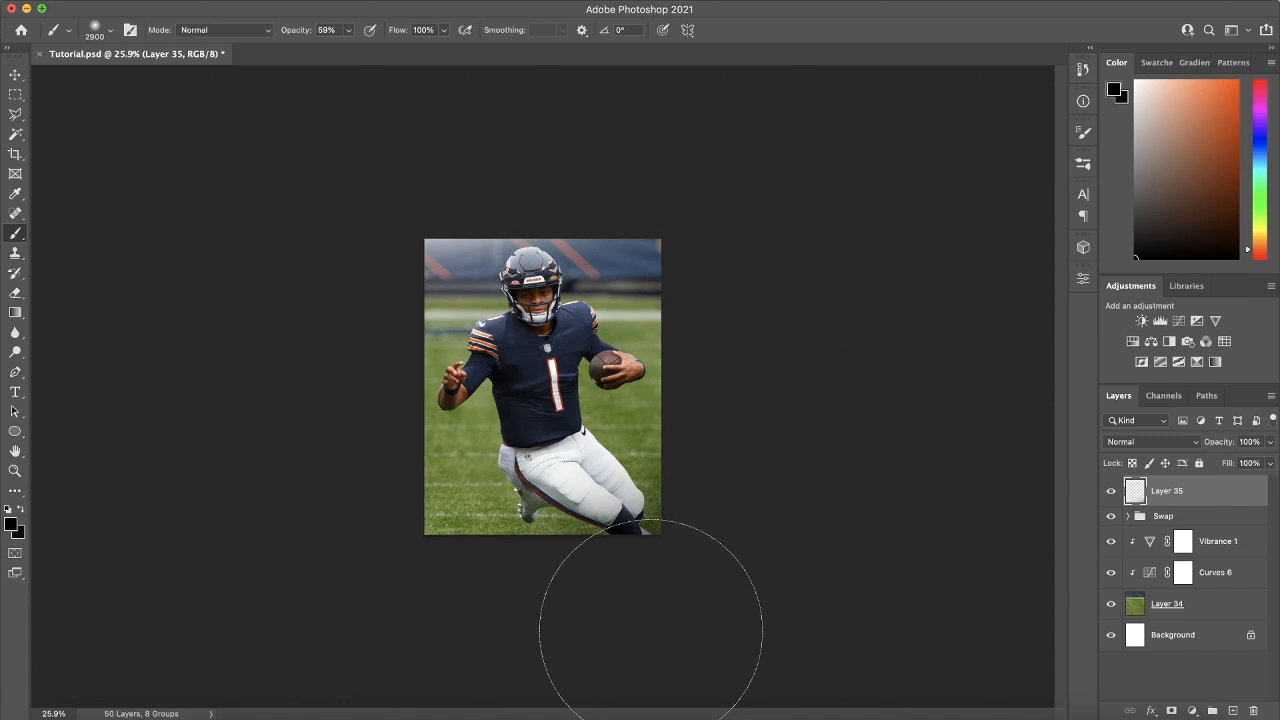 Adobe Photoshop 2021
2900 Mode: Normal Opacity: 59% Flow: 100% Smoothing: 0°
Tutorial.psd @ 25.9% (Layer 35, RGB/8) *
Color Swatche Gradien Patterns
Adjustments Libraries
Add an adjustment
Layers Channels Paths
Kind
Normal Opacity: 100%
Lock: Fill: 100%
Layer 35
Swap
Vibrance 1
Curves 6
Layer 34
Background
1
25.9% 50 Layers, 8 Groups